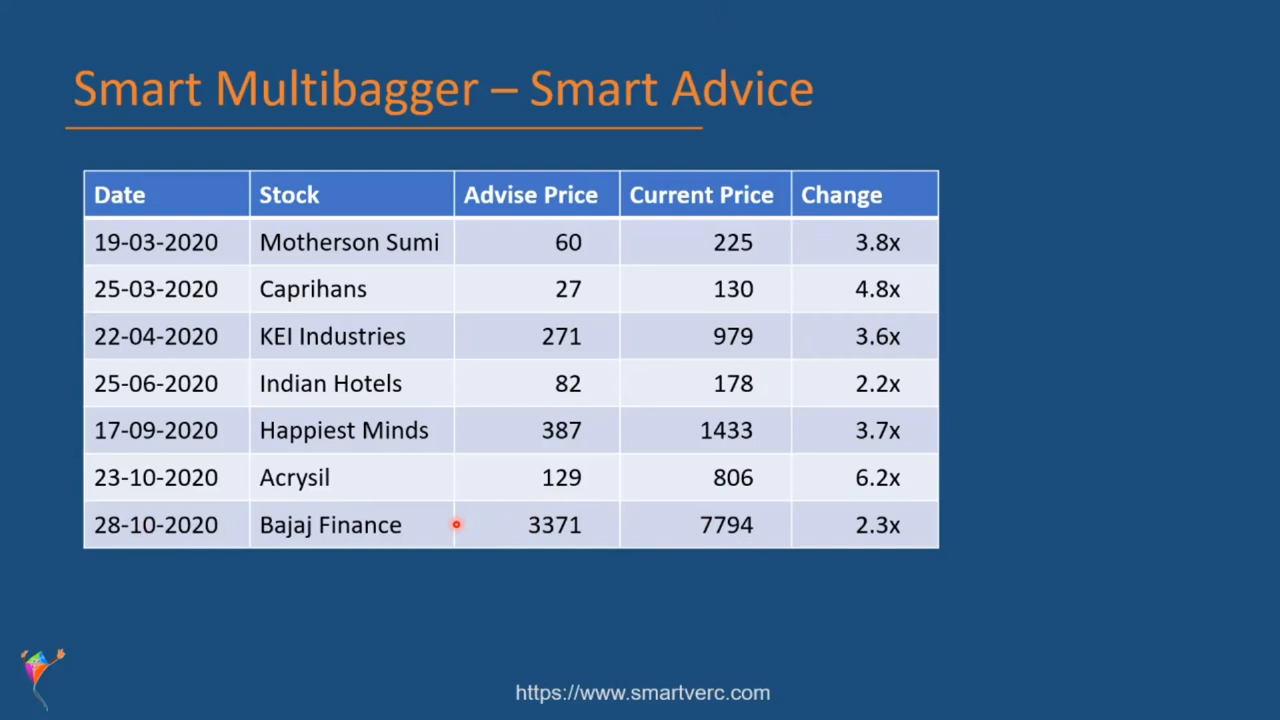 Smart Multibagger – Smart Advice
Date Stock Advise Price Current Price Change
19-03-2020 Motherson Sumi 60 225 3.8x
25-03-2020 Caprihans 27 130 4.8x
22-04-2020 KEI Industries 271 979 3.6x
25-06-2020 Indian Hotels 82 178 2.2x
17-09-2020 Happiest Minds 387 1433 3.7x
23-10-2020 Acrysil 129 806 6.2x
28-10-2020 Bajaj Finance 3371 7794 2.3x
https://www.smartverc.com